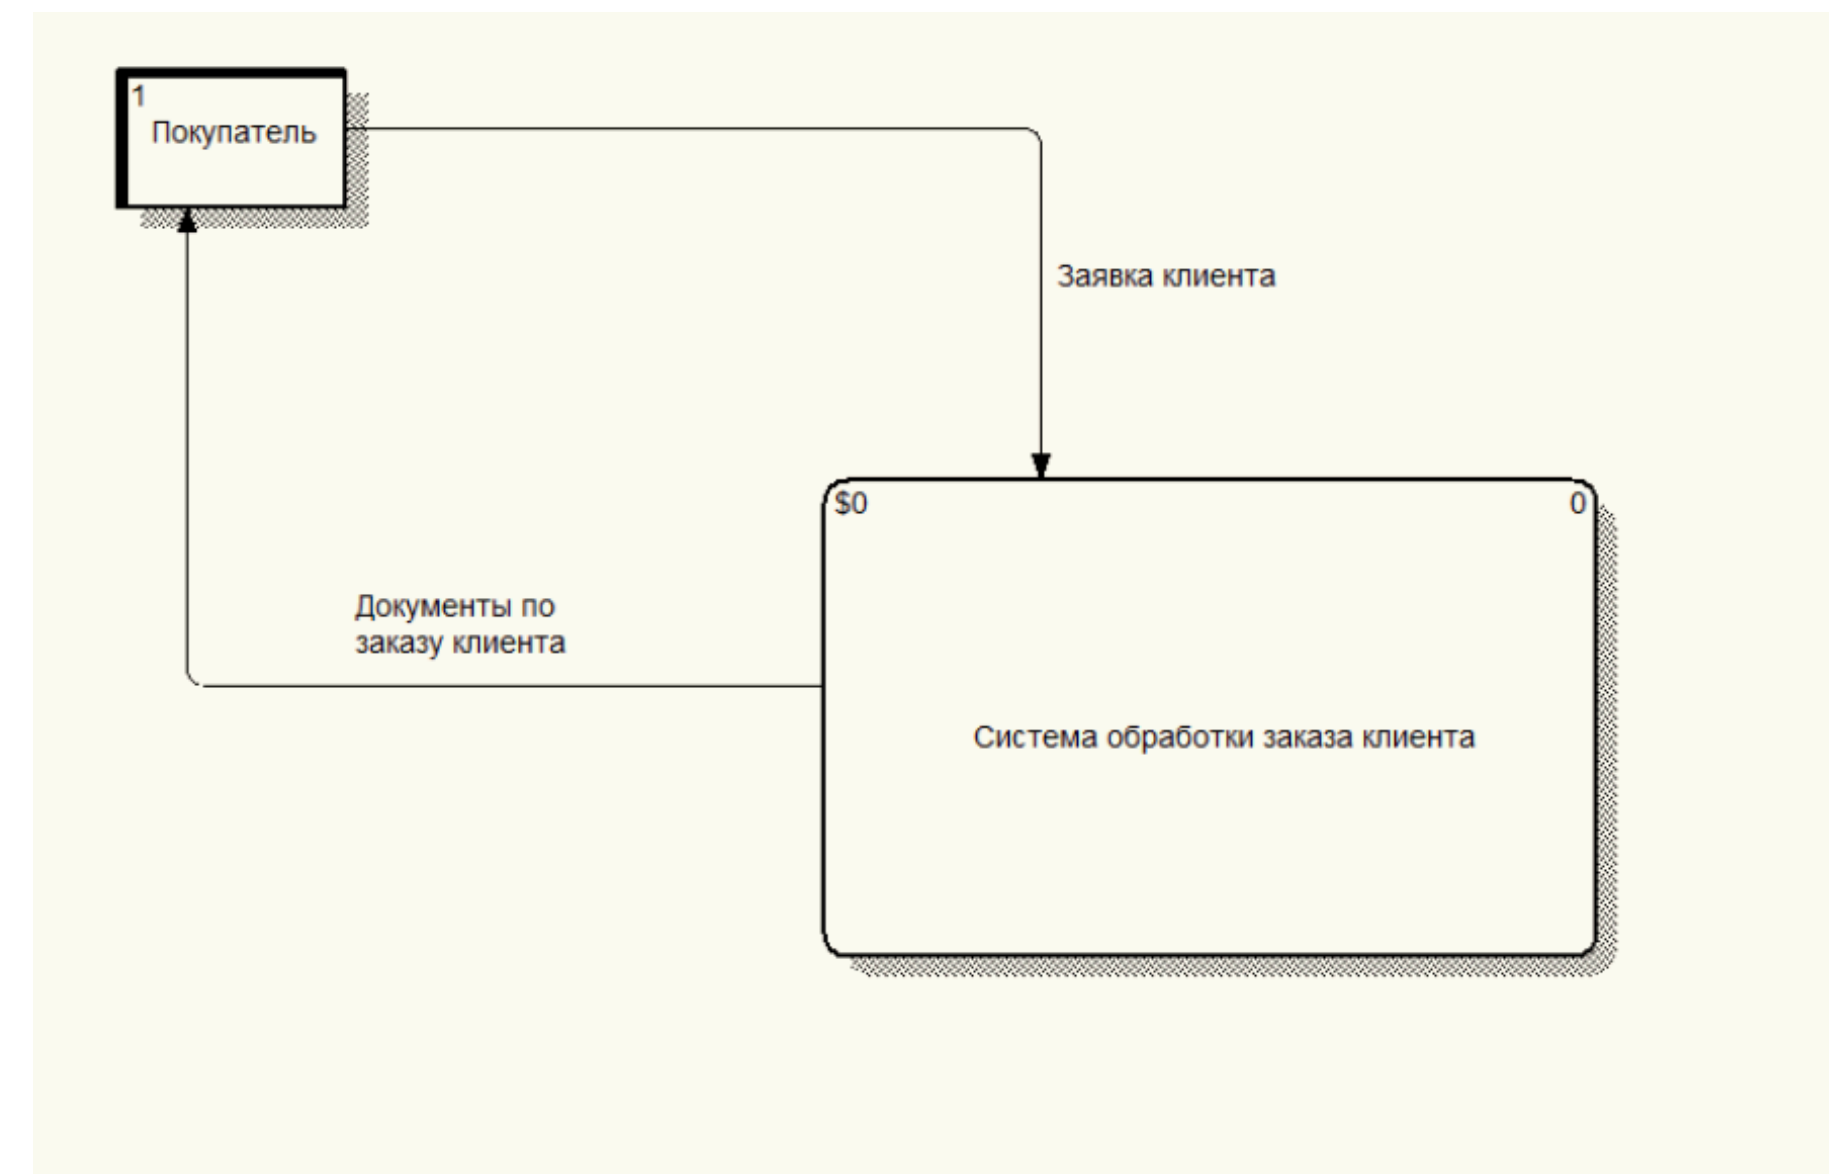 1
Покупатель
Заявка клиента
$0
0
Документы по
заказу клиента
Система обработки заказа клиента